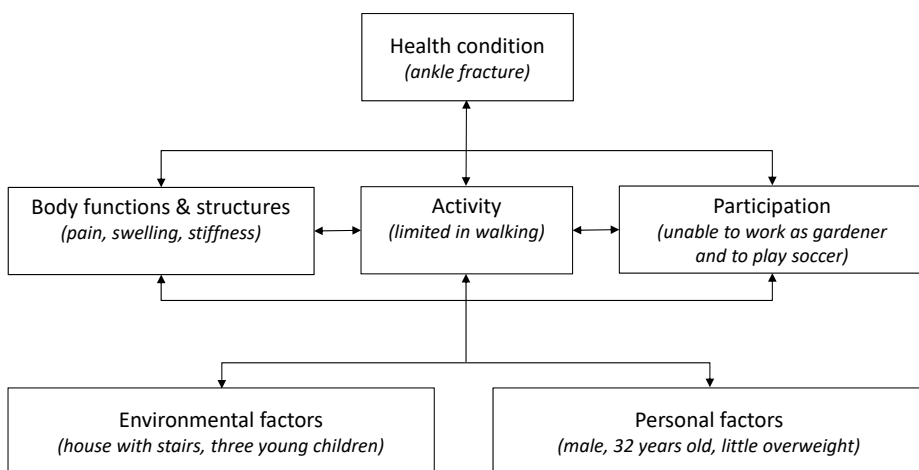 Health condition
(ankle fracture)
Body functions & structures
(pain, swelling, stiffness)
Activity
(limited in walking)
Participation
(unable to work as gardener
and to play soccer)
Environmental factors
(house with stairs, three young children)
Personal factors
(male, 32 years old, little overweight)